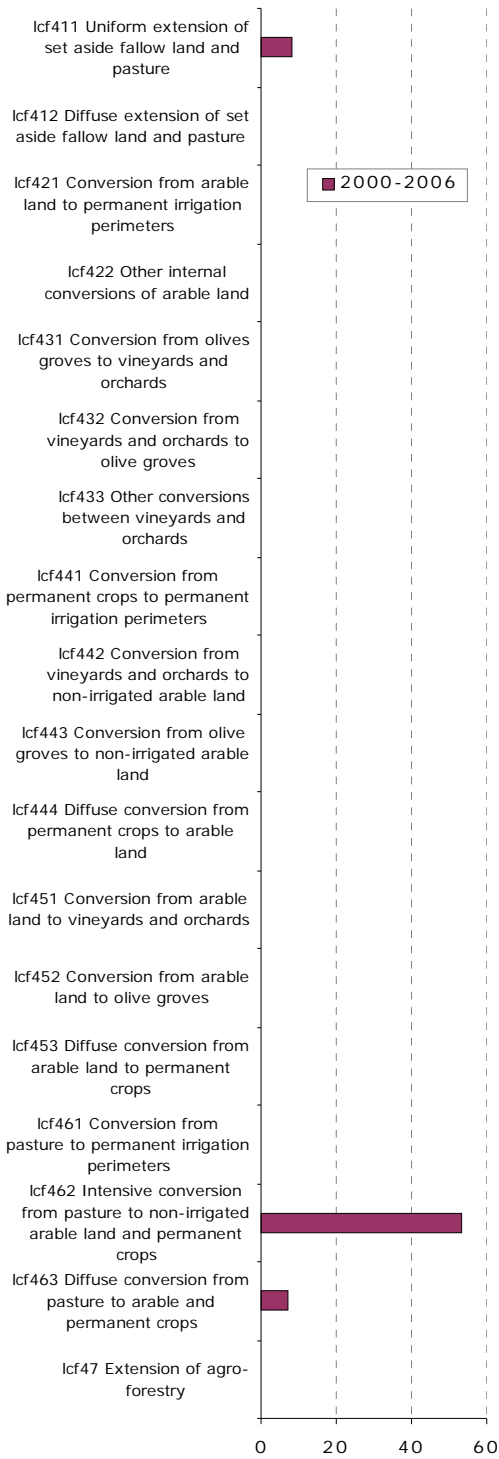 lcf411 Uniform extension of
set aside fallow land and
pasture
lcf412 Diffuse extension of set
aside fallow land and pasture
lcf421 Conversion from arable
land to permanent irrigation
perimeters
2000-2006
lcf422 Other internal
conversions of arable land
lcf431 Conversion from olives
groves to vineyards and
orchards
lcf432 Conversion from
vineyards and orchards to
olive groves
lcf433 Other conversions
between vineyards and
orchards
lcf441 Conversion from
permanent crops to permanent
irrigation perimeters
lcf442 Conversion from
vineyards and orchards to
non-irrigated arable land
lcf443 Conversion from olive
groves to non-irrigated arable
land
lcf444 Diffuse conversion from
permanent crops to arable
land
lcf451 Conversion from arable
land to vineyards and orchards
lcf452 Conversion from arable
land to olive groves
lcf453 Diffuse conversion from
arable land to permanent
crops
lcf461 Conversion from
pasture to permanent irrigation
perimeters
lcf462 Intensive conversion
from pasture to non-irrigated
arable land and permanent
crops
lcf463 Diffuse conversion from
pasture to arable and
permanent crops
lcf47 Extension of agro-
forestry
0 20 40 60